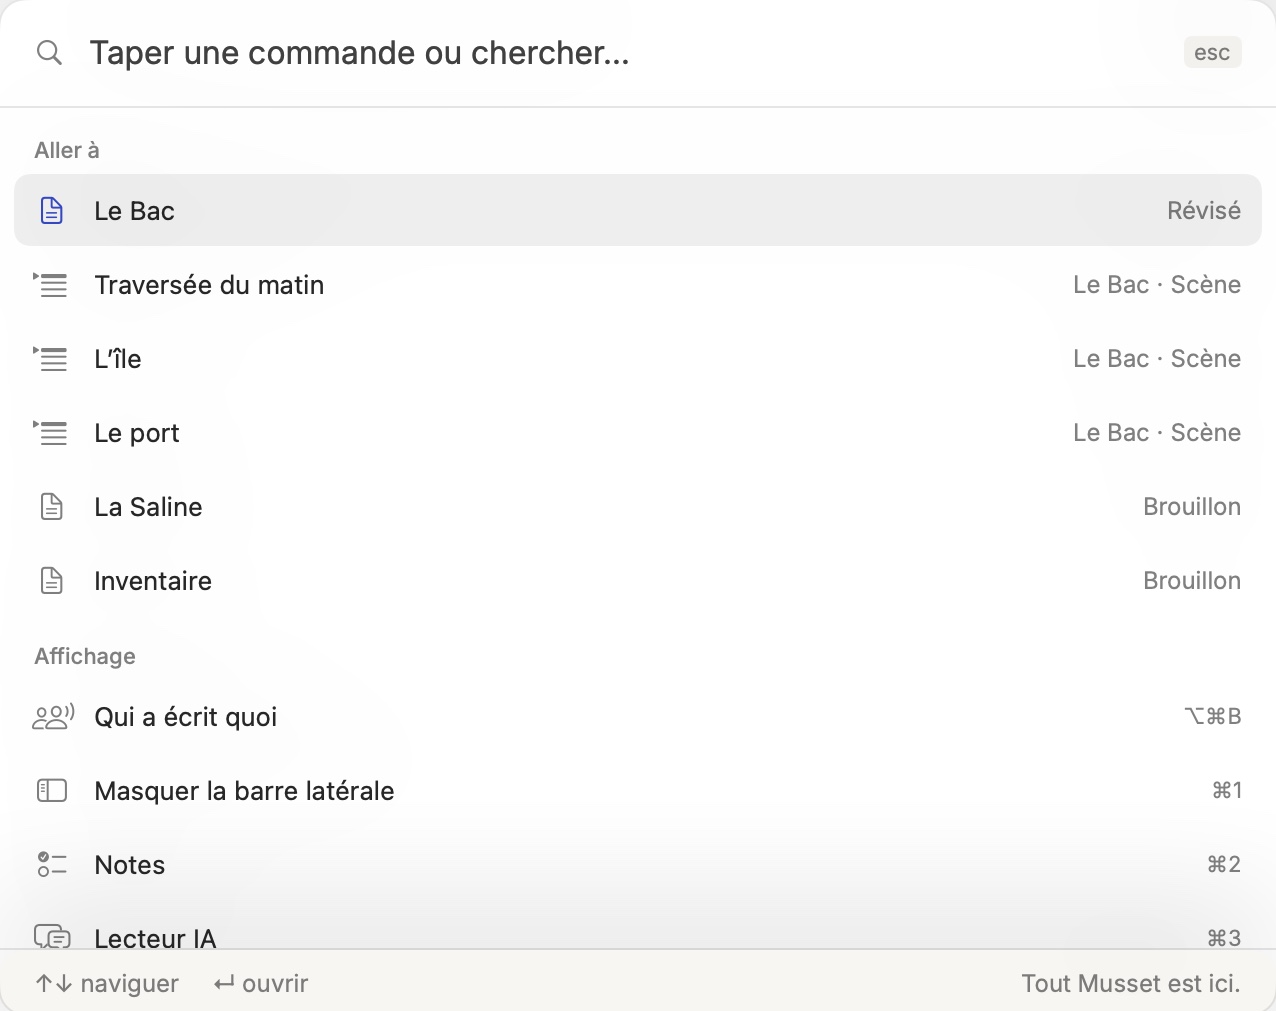 Taper une commande ou chercher...
esc
Aller à
Le Bac Révisé
Traversée du matin Le Bac · Scène
L’île Le Bac · Scène
Le port Le Bac · Scène
La Saline Brouillon
Inventaire Brouillon
Affichage
Qui a écrit quoi ⌥⌘B
Masquer la barre latérale ⌘1
Notes ⌘2
Lecteur IA ⌘3
↑↓ naviguer ↵ ouvrir Tout Musset est ici.